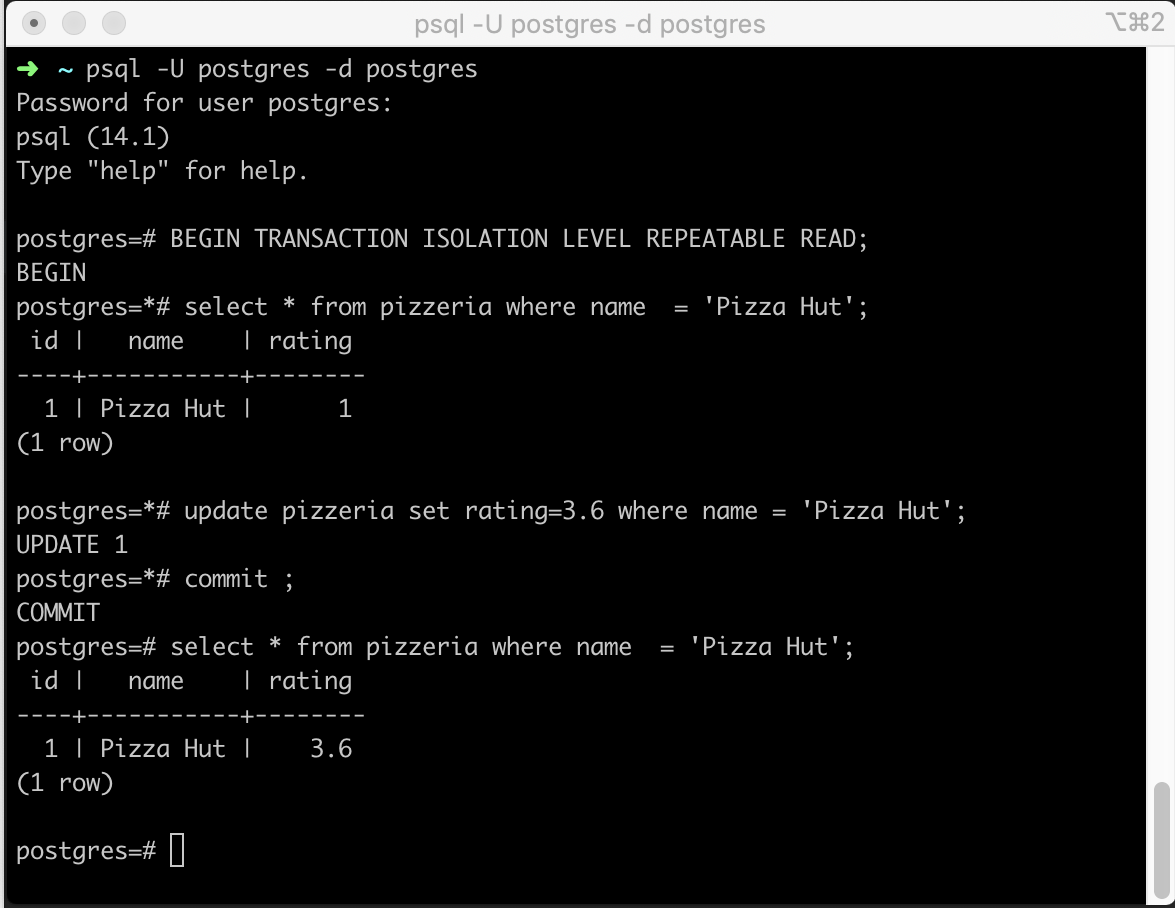 psql -U postgres -d postgres
⌥⌘2
➜  ~ psql -U postgres -d postgres
Password for user postgres:
psql (14.1)
Type "help" for help.

postgres=# BEGIN TRANSACTION ISOLATION LEVEL REPEATABLE READ;
BEGIN
postgres=*# select * from pizzeria where name  = 'Pizza Hut';
 id |   name    | rating
----+-----------+--------
  1 | Pizza Hut |      1
(1 row)

postgres=*# update pizzeria set rating=3.6 where name = 'Pizza Hut';
UPDATE 1
postgres=*# commit ;
COMMIT
postgres=# select * from pizzeria where name  = 'Pizza Hut';
 id |   name    | rating
----+-----------+--------
  1 | Pizza Hut |    3.6
(1 row)

postgres=#